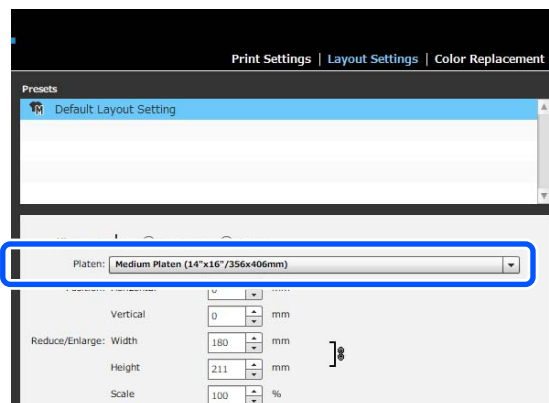 Print Settings | Layout Settings | Color Replacement
Presets
M Default Layout Setting
Platen: Medium Platen (14"x16"/356x406mm)
Vertical 0 mm
Reduce/Enlarge: Width 180 mm
Height 211 mm
Scale 100 %